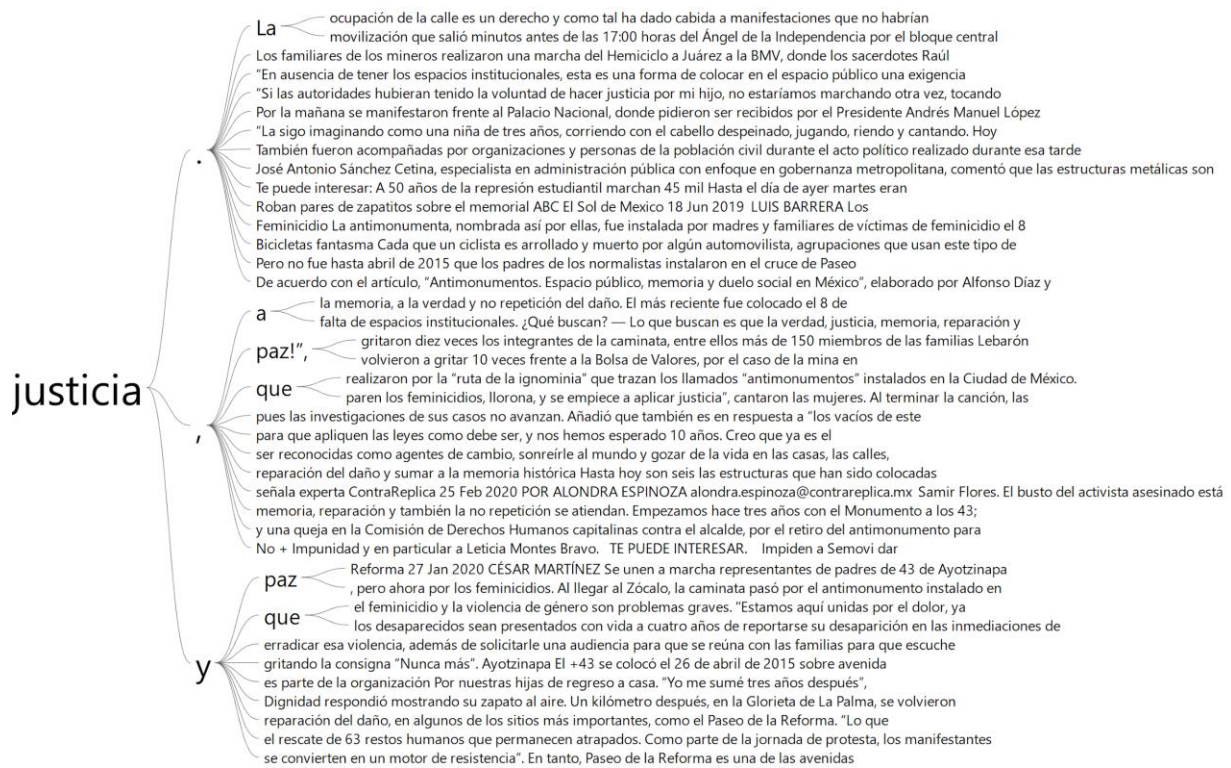 justicia
.
La
ocupación de la calle es un derecho y como tal ha dado cabida a manifestaciones que no habrían
movilización que salió minutos antes de las 17:00 horas del Ángel de la Independencia por el bloque central
Los familiares de los mineros realizaron una marcha del Hemiciclo a Juárez a la BMV, donde los sacerdotes Raúl
"En ausencia de tener los espacios institucionales, esta es una forma de colocar en el espacio público una exigencia
"Si las autoridades hubieran tenido la voluntad de hacer justicia por mi hijo, no estaríamos marchando otra vez, tocando
Por la mañana se manifestaron frente al Palacio Nacional, donde pidieron ser recibidos por el Presidente Andrés Manuel López
"La sigo imaginando como una niña de tres años, corriendo con el cabello despeinado, jugando, riendo y cantando. Hoy
También fueron acompañadas por organizaciones y personas de la población civil durante el acto político realizado durante esa tarde
José Antonio Sánchez Cetina, especialista en administración pública con enfoque en gobernanza metropolitana, comentó que las estructuras metálicas son
Te puede interesar: A 50 años de la represión estudiantil marchan 45 mil Hasta el día de ayer martes eran
Roban pares de zapatitos sobre el memorial ABC El Sol de Mexico 18 Jun 2019 LUIS BARRERA Los
Feminicidio La antimonumenta, nombrada así por ellas, fue instalada por madres y familiares de víctimas de feminicidio el 8
Bicicletas fantasma Cada que un ciclista es arrollado y muerto por algún automovilista, agrupaciones que usan este tipo de
Pero no fue hasta abril de 2015 que los padres de los normalistas instalaron en el cruce de Paseo
De acuerdo con el artículo, "Antimonumentos. Espacio público, memoria y duelo social en México", elaborado por Alfonso Díaz y
,
a
la memoria, a la verdad y no repetición del daño. El más reciente fue colocado el 8 de
falta de espacios institucionales. ¿Qué buscan? — Lo que buscan es que la verdad, justicia, memoria, reparación y
paz!",
gritaron diez veces los integrantes de la caminata, entre ellos más de 150 miembros de las familias Lebarón
volvieron a gritar 10 veces frente a la Bolsa de Valores, por el caso de la mina en
que
realizaron por la "ruta de la ignominia" que trazan los llamados "antimonumentos" instalados en la Ciudad de México.
paren los feminicidios, llorona, y se empiece a aplicar justicia", cantaron las mujeres. Al terminar la canción, las
pues las investigaciones de sus casos no avanzan. Añadió que también es en respuesta a "los vacíos de este
para que apliquen las leyes como debe ser, y nos hemos esperado 10 años. Creo que ya es el
ser reconocidas como agentes de cambio, sonreírle al mundo y gozar de la vida en las casas, las calles,
reparación del daño y sumar a la memoria histórica Hasta hoy son seis las estructuras que han sido colocadas
señala experta ContraReplica 25 Feb 2020 POR ALONDRA ESPINOZA alondra.espinoza@contrareplica.mx Samir Flores. El busto del activista asesinado está
memoria, reparación y también la no repetición se atiendan. Empezamos hace tres años con el Monumento a los 43;
y una queja en la Comisión de Derechos Humanos capitalinas contra el alcalde, por el retiro del antimonumento para
No + Impunidad y en particular a Leticia Montes Bravo. TE PUEDE INTERESAR. Impiden a Semovi dar
y
paz
Reforma 27 Jan 2020 CÉSAR MARTÍNEZ Se unen a marcha representantes de padres de 43 de Ayotzinapa
, pero ahora por los feminicidios. Al llegar al Zócalo, la caminata pasó por el antimonumento instalado en
que
el feminicidio y la violencia de género son problemas graves. "Estamos aquí unidas por el dolor, ya
los desaparecidos sean presentados con vida a cuatro años de reportarse su desaparición en las inmediaciones de
erradicar esa violencia, además de solicitarle una audiencia para que se reúna con las familias para que escuche
gritando la consigna "Nunca más". Ayotzinapa El +43 se colocó el 26 de abril de 2015 sobre avenida
es parte de la organización Por nuestras hijas de regreso a casa. "Yo me sumé tres años después",
Dignidad respondió mostrando su zapato al aire. Un kilómetro después, en la Glorieta de La Palma, se volvieron
reparación del daño, en algunos de los sitios más importantes, como el Paseo de la Reforma. "Lo que
el rescate de 63 restos humanos que permanecen atrapados. Como parte de la jornada de protesta, los manifestantes
se convierten en un motor de resistencia". En tanto, Paseo de la Reforma es una de las avenidas